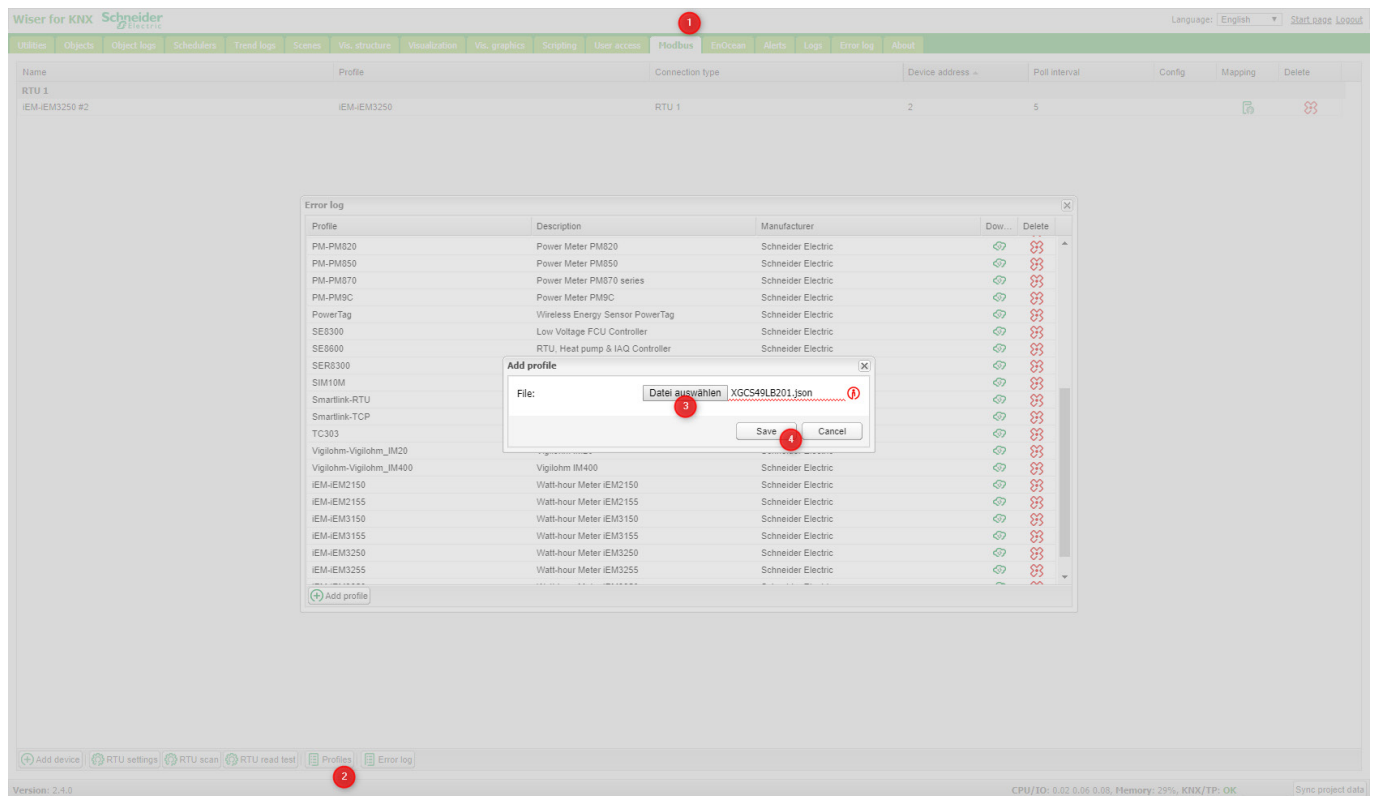 Wiser for KNX Schneider Electric 1 Language: English Start page Logout
Utilities Objects Object logs Schedulers Trend logs Scenes Vis. structure Visualization Vis. graphics Scripting User access Modbus EnOcean Alerts Logs Error log About
Name Profile Connection type Device address Poll interval Config Mapping Delete
RTU 1
iEM-iEM3250 #2 iEM-iEM3250 RTU 1 2 5
Error log
Profile Description Manufacturer Dow... Delete
PM-PM820 Power Meter PM820 Schneider Electric
PM-PM850 Power Meter PM850 Schneider Electric
PM-PM870 Power Meter PM870 series Schneider Electric
PM-PM9C Power Meter PM9C Schneider Electric
PowerTag Wireless Energy Sensor PowerTag Schneider Electric
SE8300 Low Voltage FCU Controller Schneider Electric
SE8600 RTU, Heat pump & IAQ Controller Schneider Electric
SER8300
SIM10M
Smartlink-RTU
Smartlink-TCP
TC303
Vigilohm-Vigilohm_IM20
Add profile
File: Datei auswählen XGCS49LB201.json
3
Save 4 Cancel
Vigilohm-Vigilohm_IM400 Vigilohm IM400 Schneider Electric
iEM-iEM2150 Watt-hour Meter iEM2150 Schneider Electric
iEM-iEM2155 Watt-hour Meter iEM2155 Schneider Electric
iEM-iEM3150 Watt-hour Meter iEM3150 Schneider Electric
iEM-iEM3155 Watt-hour Meter iEM3155 Schneider Electric
iEM-iEM3250 Watt-hour Meter iEM3250 Schneider Electric
iEM-iEM3255 Watt-hour Meter iEM3255 Schneider Electric
Add profile
Add device RTU settings RTU scan RTU read test Profiles Error log
2
Version: 2.4.0 CPU/IO: 0.02 0.06 0.08, Memory: 29%, KNX/TP: OK Sync project data